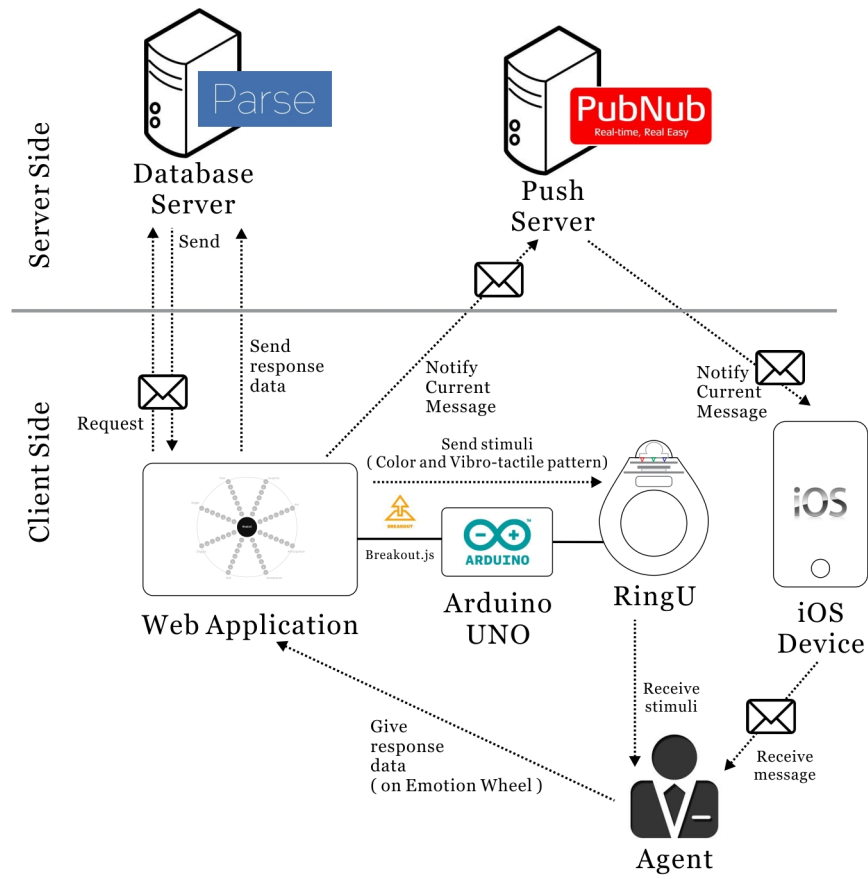 Parse
PubNub
Real-time, Real Easy
Database
Server
Push
Server
Server Side
Send
Send
response
data
Notify
Current
Message
Notify
Current
Message
Request
Client Side
Send stimuli
( Color and Vibro-tactile pattern)
BREAKOUT
Breakout.js
ARDUINO
TM
iOS
Web Application
Arduino
UNO
RingU
iOS
Device
Receive
stimuli
Give
response
data
( on Emotion Wheel )
Receive
message
Agent